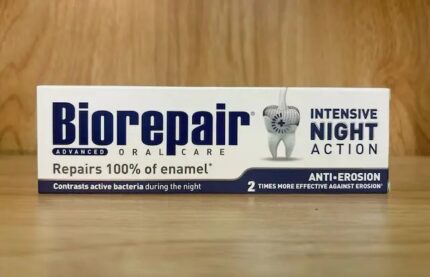 Biorepair®
ADVANCED ORAL CARE
Repairs 100% of enamel*
Contrasts active bacteria during the night
INTENSIVE
NIGHT
ACTION
ANTI-EROSION
2 TIMES MORE EFFECTIVE AGAINST EROSION*